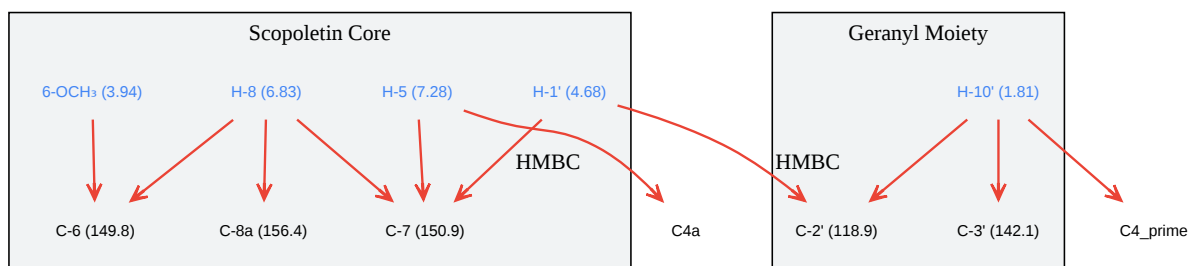 Scopoletin Core
Geranyl Moiety
6-OCH₃ (3.94)
H-8 (6.83)
H-5 (7.28)
H-1' (4.68)
H-10' (1.81)
HMBC
HMBC
C-6 (149.8)
C-8a (156.4)
C-7 (150.9)
C4a
C-2' (118.9)
C-3' (142.1)
C4_prime